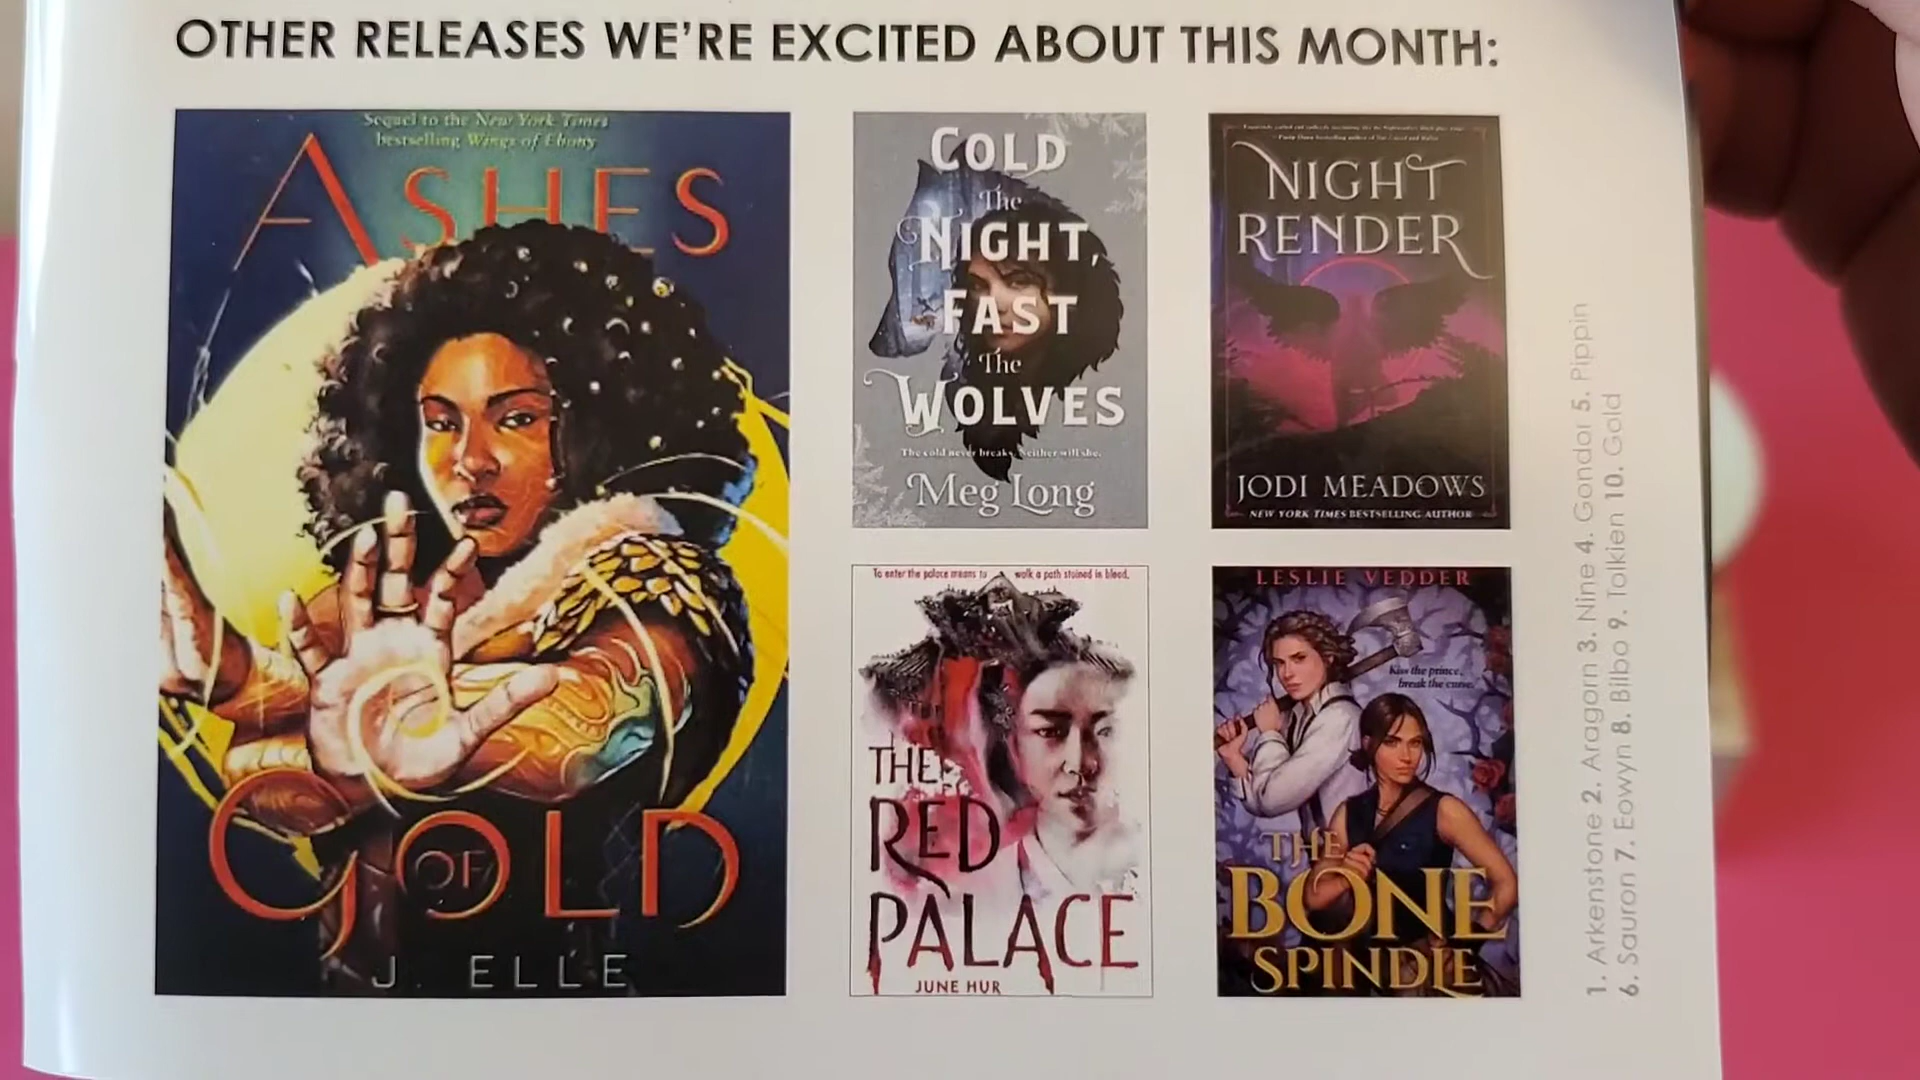 OTHER RELEASES WE'RE EXCITED ABOUT THIS MONTH:
Sequel to the New York Times
bestselling Wings of Ebony
ASHES
OF
GOLD
J. ELLE
COLD
The
NIGHT,
FAST
The
WOLVES
The cold never breaks. Neither will she.
Meg Long
NIGHT
RENDER
JODI MEADOWS
NEW YORK TIMES BESTSELLING AUTHOR
To enter the palace means to walk a path stained in blood.
THE
RED
PALACE
JUNE HUR
LESLIE VEDDER
Kiss the prince,
break the curse.
THE
BONE
SPINDLE
1. Arkenstone 2. Aragorn 3. Nine 4. Gondor 5. Pippin
6. Sauron 7. Eowyn 8. Bilbo 9. Tolkien 10. Gold